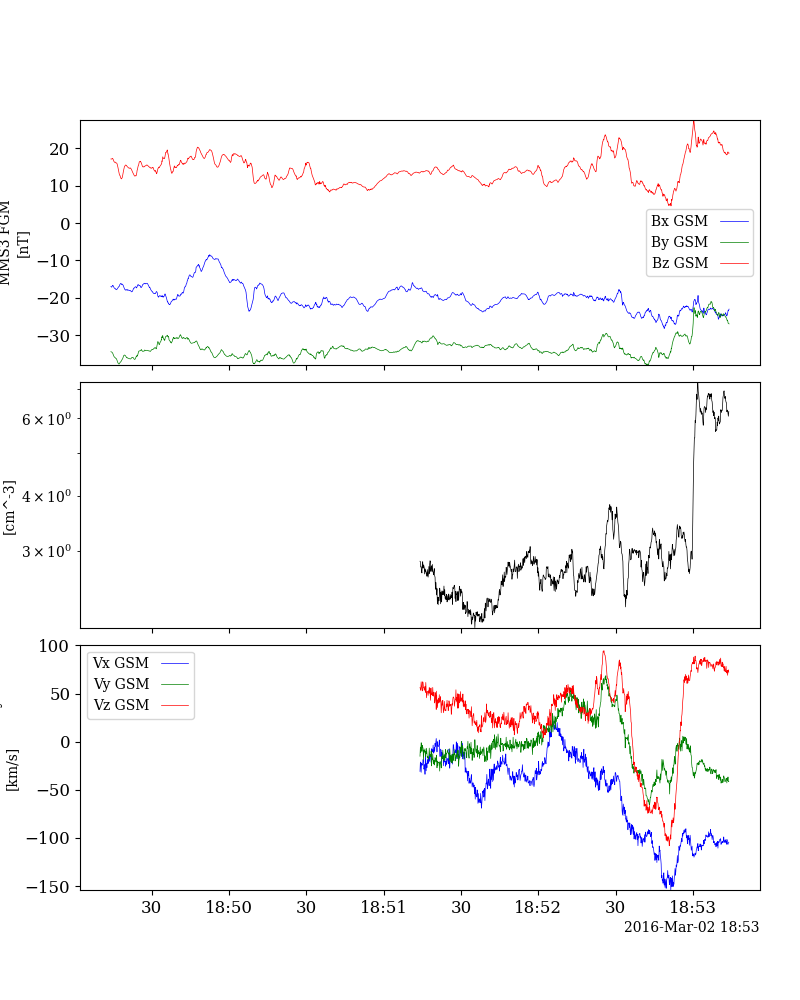 20
10
0
−10
−20
−30
MMS3 FGM
[nT]
Bx GSM
By GSM
Bz GSM
6 × 10⁰
4 × 10⁰
3 × 10⁰
[cm^-3]
100
50
0
−50
−100
−150
[km/s]
Vx GSM
Vy GSM
Vz GSM
30 18:50 30 18:51 30 18:52 30 18:53
2016-Mar-02 18:53